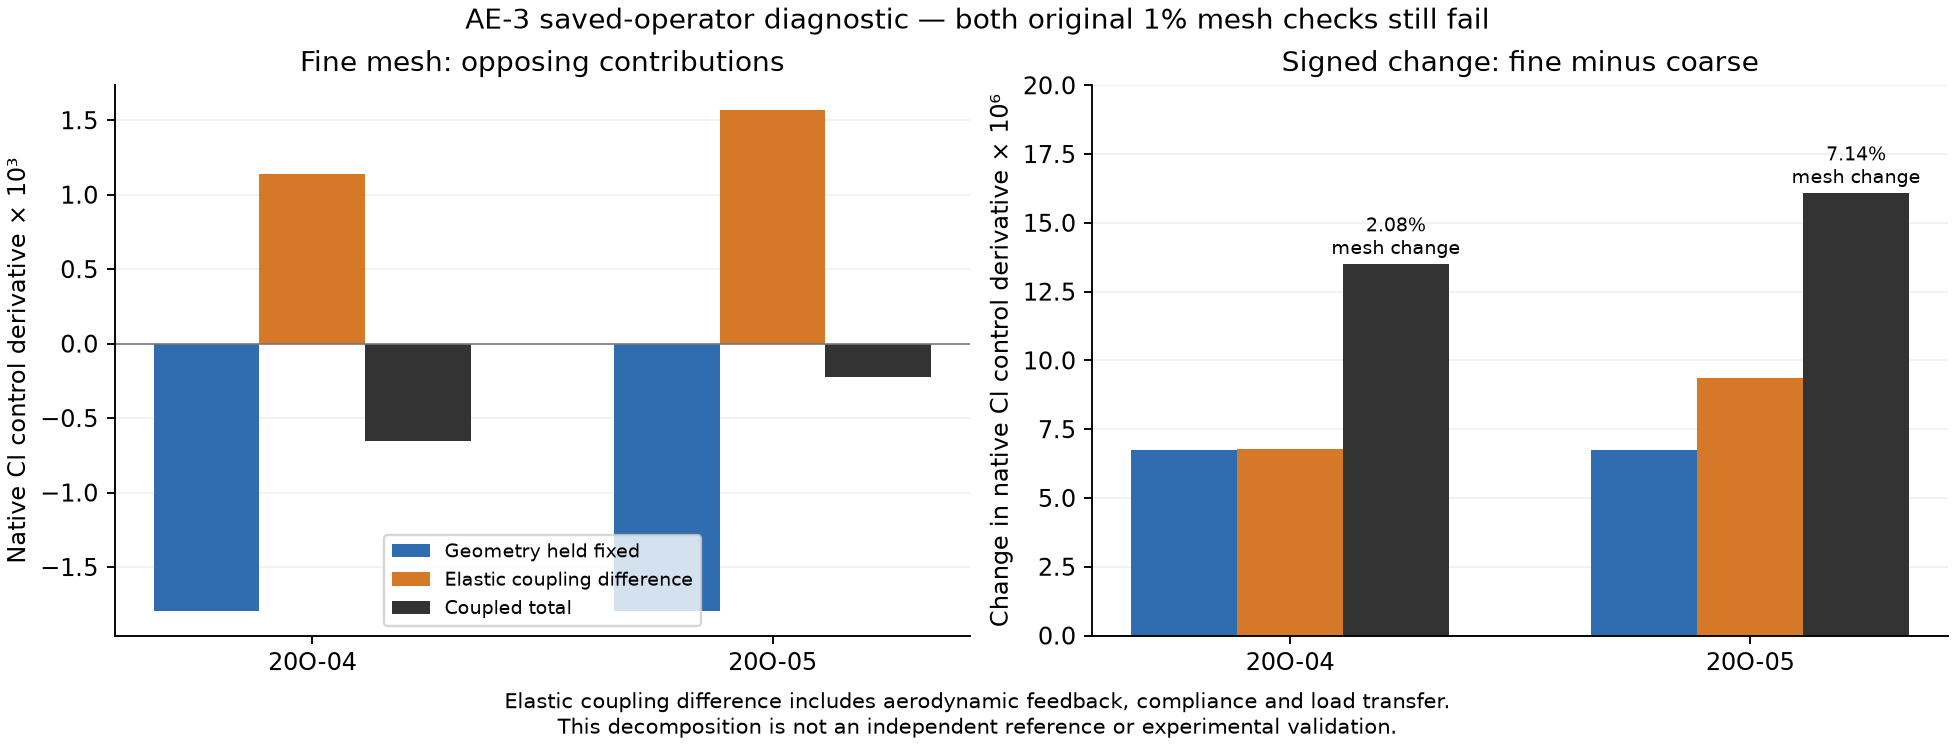 AE-3 saved-operator diagnostic — both original 1% mesh checks still fail
Fine mesh: opposing contributions
Native Cl control derivative × 10³
1.5
1.0
0.5
0.0
−0.5
−1.0
−1.5
Geometry held fixed
Elastic coupling difference
Coupled total
20O-04
20O-05
Signed change: fine minus coarse
Change in native Cl control derivative × 10⁶
20.0
17.5
15.0
12.5
10.0
7.5
5.0
2.5
0.0
2.08%
mesh change
7.14%
mesh change
20O-04
20O-05
Elastic coupling difference includes aerodynamic feedback, compliance and load transfer.
This decomposition is not an independent reference or experimental validation.